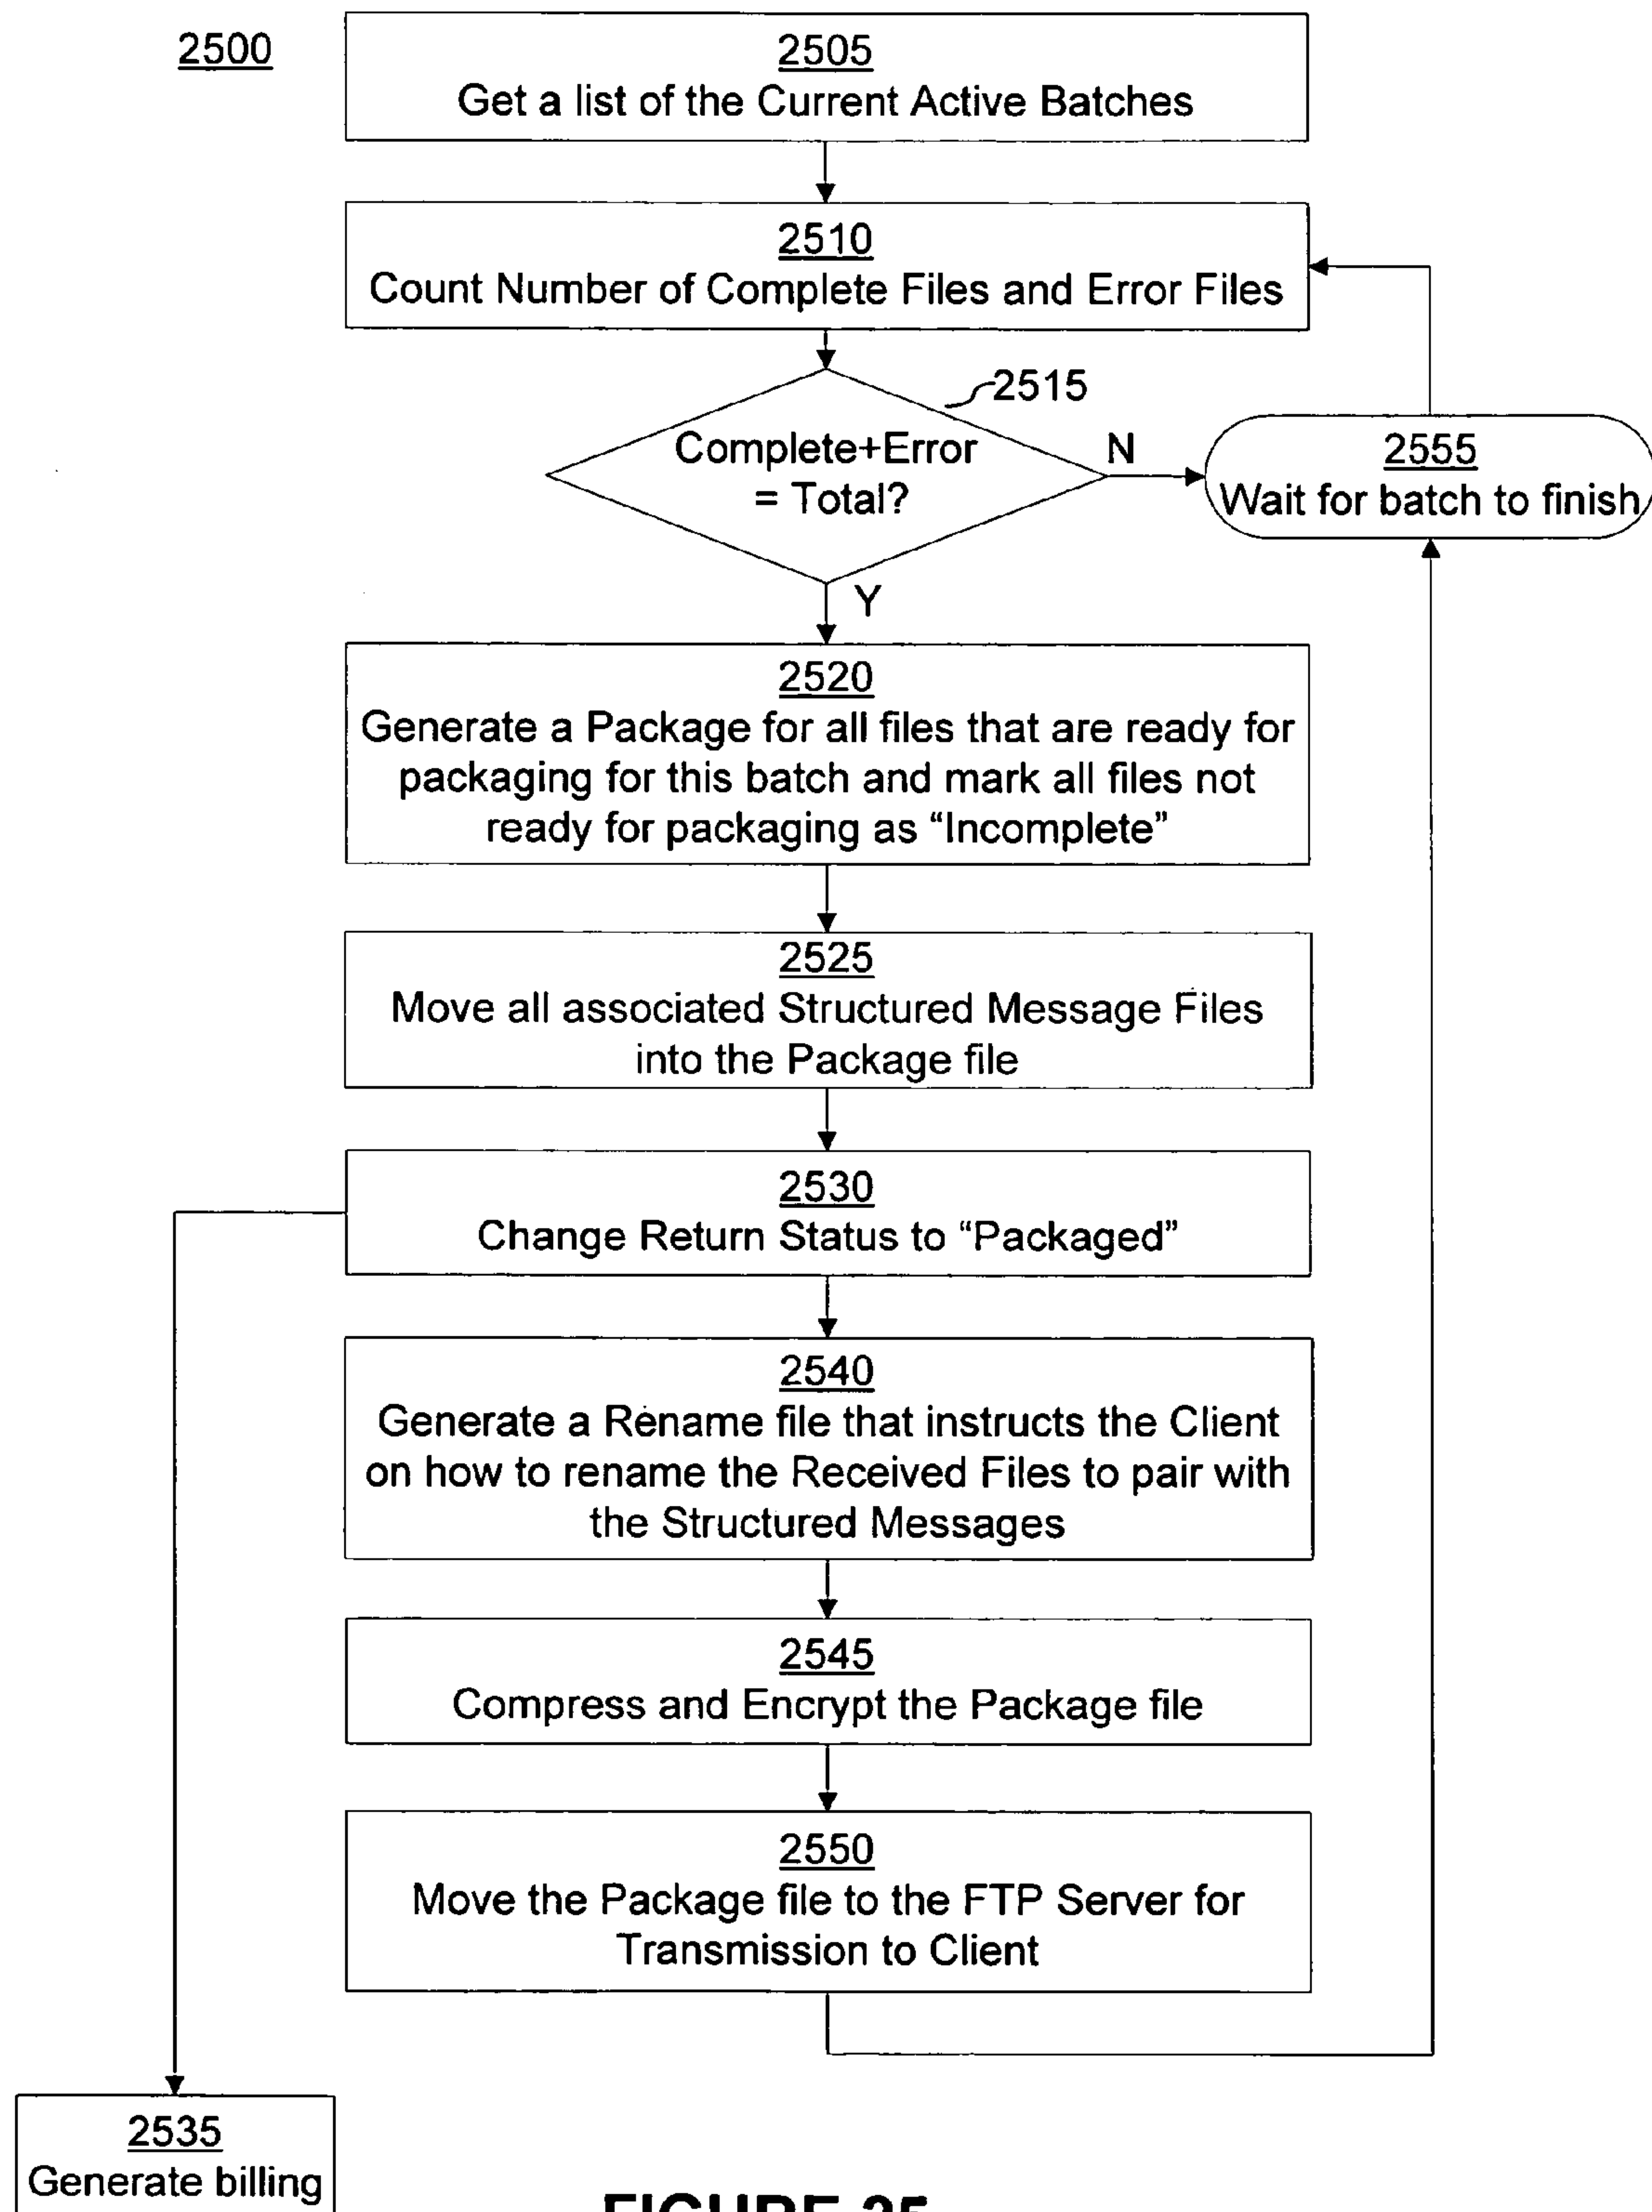 2500
2505
Get a list of the Current Active Batches
2510
Count Number of Complete Files and Error Files
2515
Complete+Error
= Total?
N
2555
Wait for batch to finish
Y
2520
Generate a Package for all files that are ready for
packaging for this batch and mark all files not
ready for packaging as “Incomplete”
2525
Move all associated Structured Message Files
into the Package file
2530
Change Return Status to “Packaged”
2540
Generate a Rename file that instructs the Client
on how to rename the Received Files to pair with
the Structured Messages
2545
Compress and Encrypt the Package file
2550
Move the Package file to the FTP Server for
Transmission to Client
2535
Generate billing
FIGURE 25